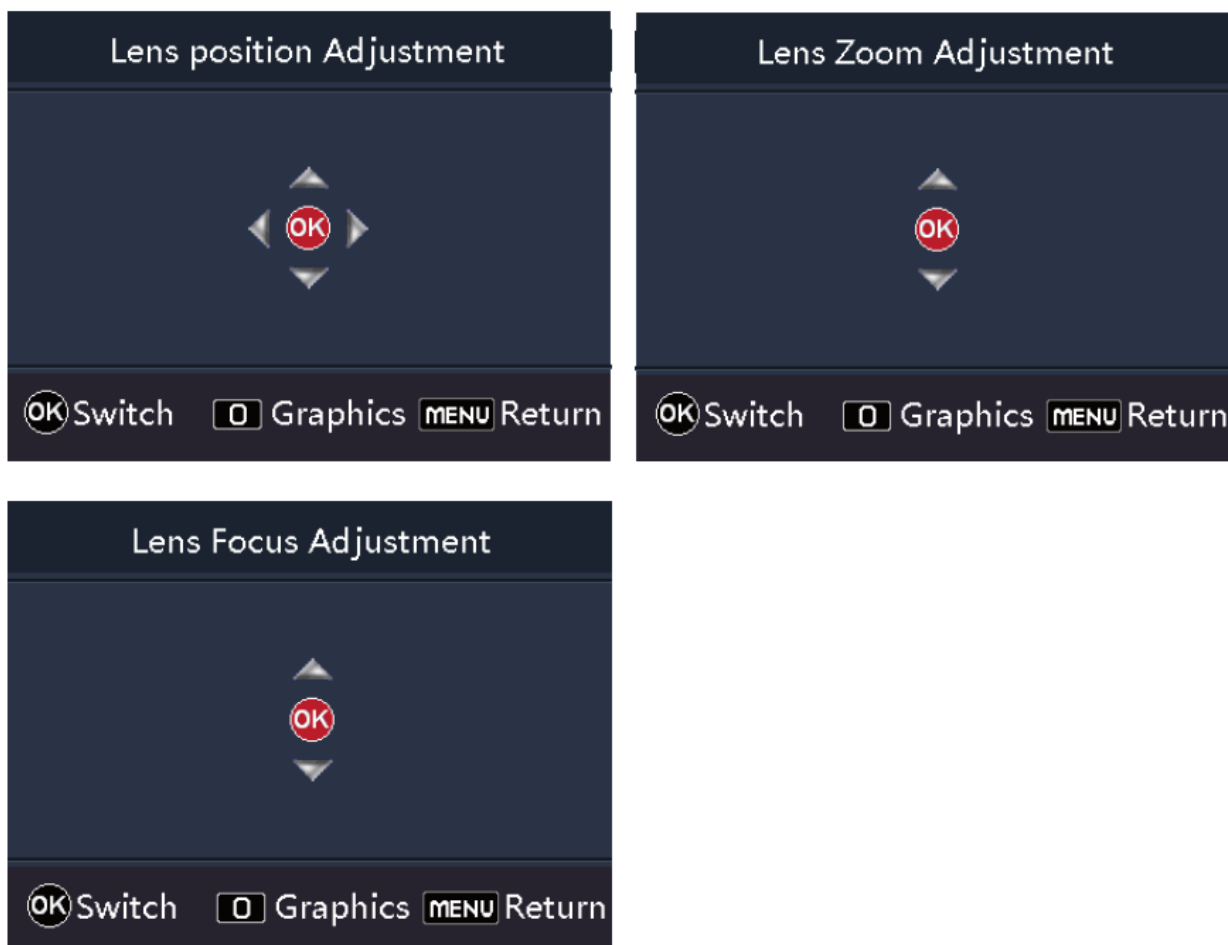 Lens position Adjustment
OK
OK Switch 0 Graphics MENU Return
Lens Zoom Adjustment
OK
OK Switch 0 Graphics MENU Return
Lens Focus Adjustment
OK
OK Switch 0 Graphics MENU Return